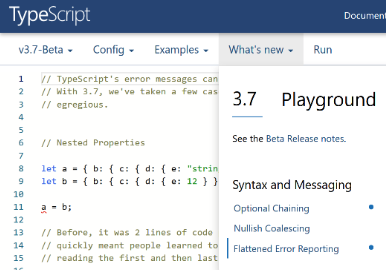 TypeScript
Document
v3.7-Beta Config Examples What's new Run
1 // TypeScript's error messages can
2 // With 3.7, we've taken a few cas
3 // egregious.
4
5
6 // Nested Properties
7
8 let a = { b: { c: { d: { e: "strin
9 let b = { b: { c: { d: { e: 12 } }
10
11 a = b;
12
13 // Before, it was 2 lines of code
14 // quickly meant people learned to
15 // reading the first and then last
16
3.7 Playground
See the Beta Release notes.
Syntax and Messaging
Optional Chaining
Nullish Coalescing
Flattened Error Reporting